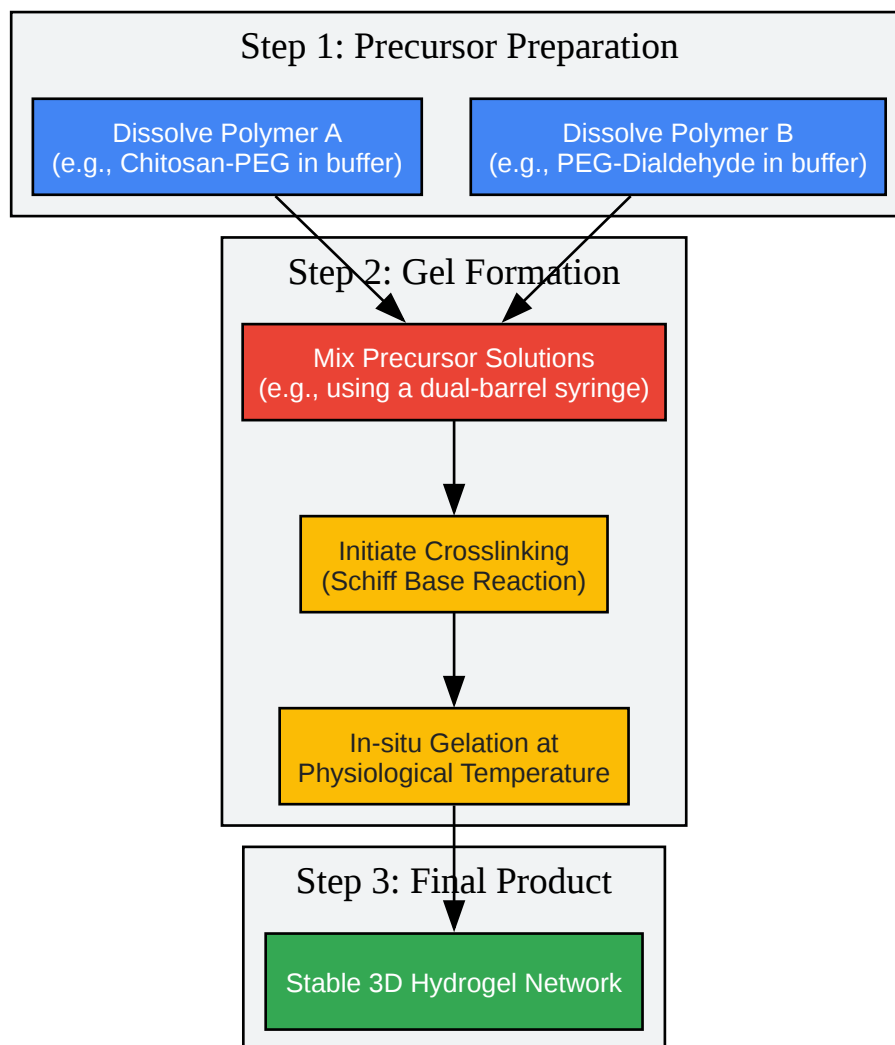 Step 1: Precursor Preparation
Dissolve Polymer A
(e.g., Chitosan-PEG in buffer)
Dissolve Polymer B
(e.g., PEG-Dialdehyde in buffer)
Step 2: Gel Formation
Mix Precursor Solutions
(e.g., using a dual-barrel syringe)
Initiate Crosslinking
(Schiff Base Reaction)
In-situ Gelation at
Physiological Temperature
Step 3: Final Product
Stable 3D Hydrogel Network